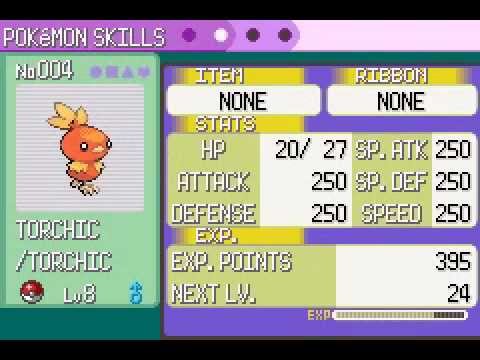 POKéMON SKILLS
No004
TORCHIC
/TORCHIC
Lv8 ♂
ITEM RIBBON
NONE NONE
STATS
HP 20/ 27 SP. ATK 250
ATTACK 250 SP. DEF 250
DEFENSE 250 SPEED 250
EXP.
EXP. POINTS 395
NEXT LV. 24
EXP